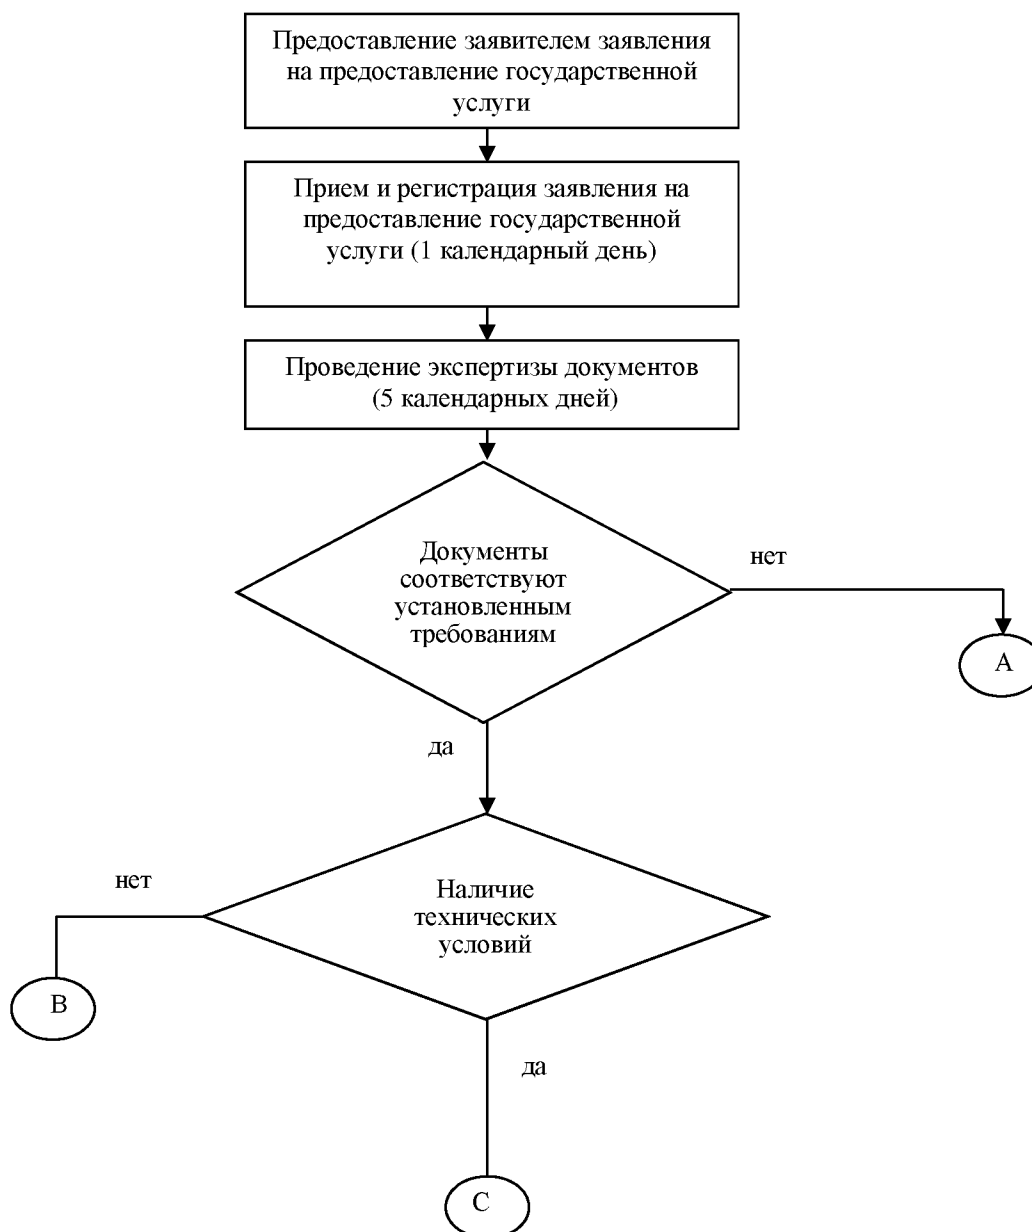 Предоставление заявителем заявления
на предоставление государственной
услуги
Прием и регистрация заявления на
предоставление государственной
услуги (1 календарный день)
Проведение экспертизы документов
(5 календарных дней)
Документы
соответствуют
установленным
требованиям
нет
А
да
нет
Наличие
технических
условий
В
да
С